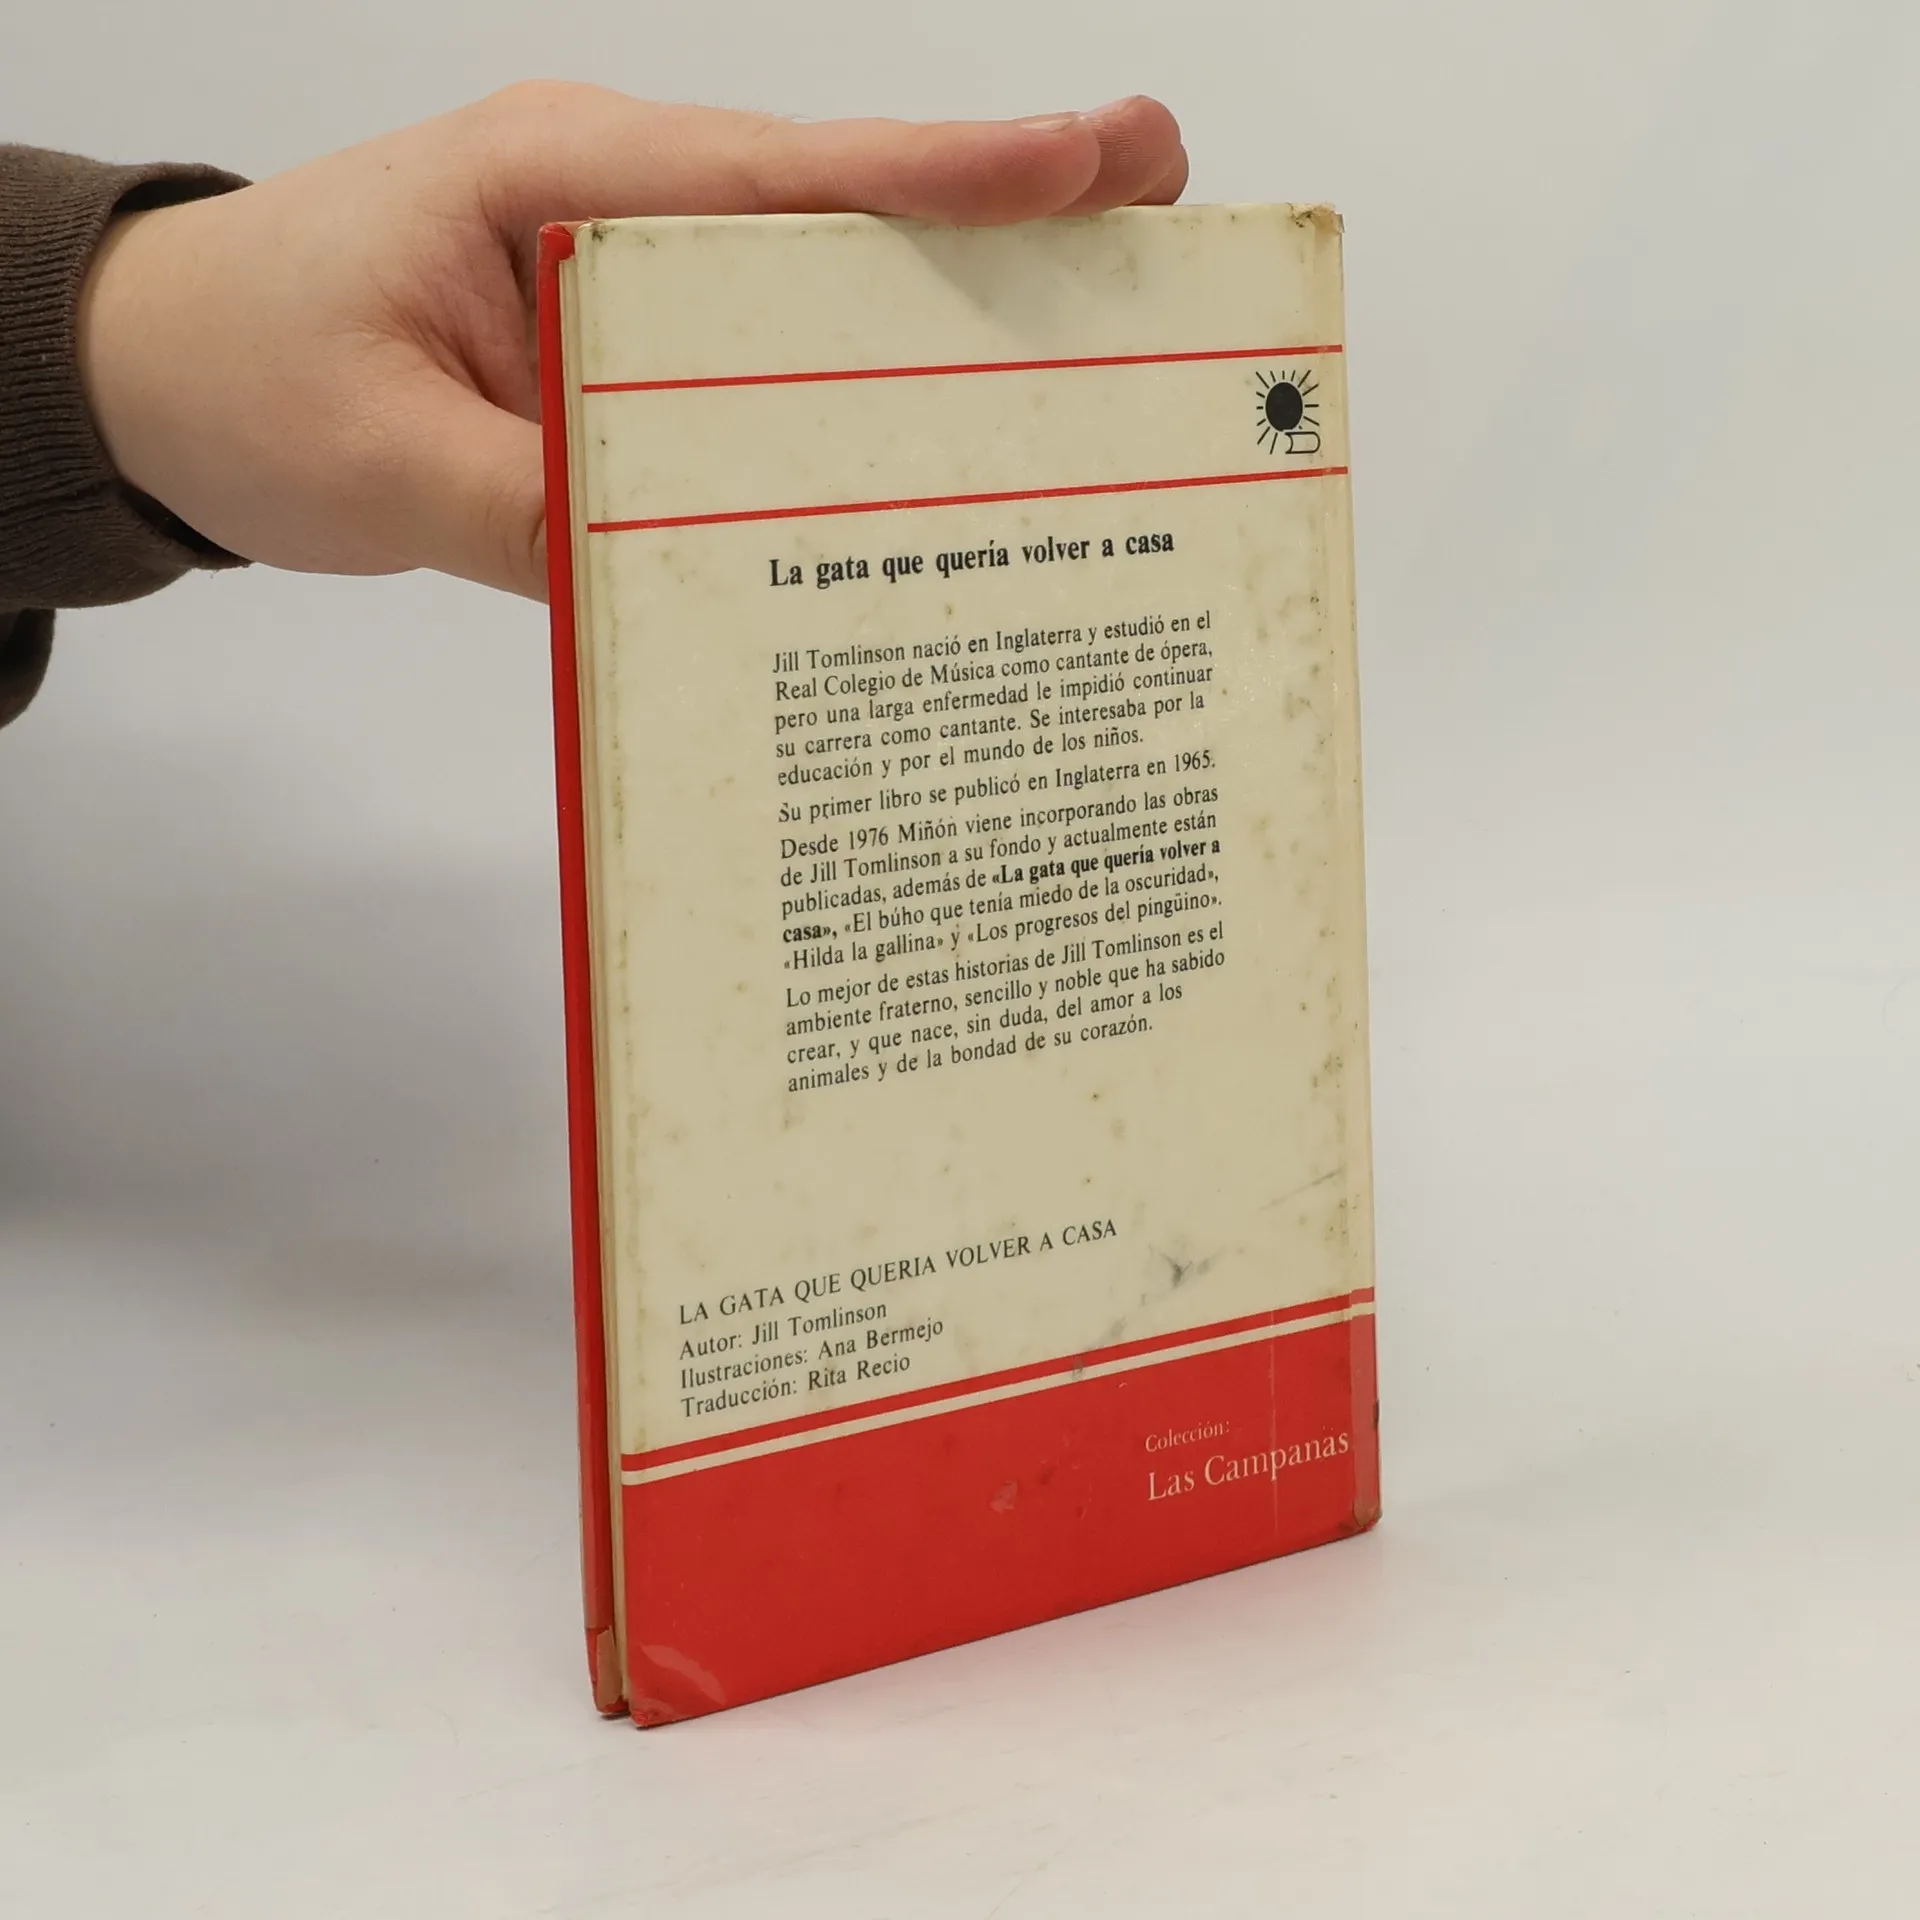 La gata que quería volver a casa
Jill Tomlinson nació en Inglaterra y estudió en el
Real Colegio de Música como cantante de ópera,
pero una larga enfermedad le impidió continuar
su carrera como cantante. Se interesaba por la
educación y por el mundo de los niños.
Su primer libro se publicó en Inglaterra en 1965.
Desde 1976 Miñón viene incorporando las obras
de Jill Tomlinson a su fondo y actualmente están
publicadas, además de «La gata que quería volver a
casa», «El búho que tenía miedo de la oscuridad»,
«Hilda la gallina» y «Los progresos del pingüino».
Lo mejor de estas historias de Jill Tomlinson es el
ambiente fraterno, sencillo y noble que ha sabido
crear, y que nace, sin duda, del amor a los
animales y de la bondad de su corazón.
LA GATA QUE QUERIA VOLVER A CASA
Autor: Jill Tomlinson
Ilustraciones: Ana Bermejo
Traducción: Rita Recio
Colección:
Las Campanas